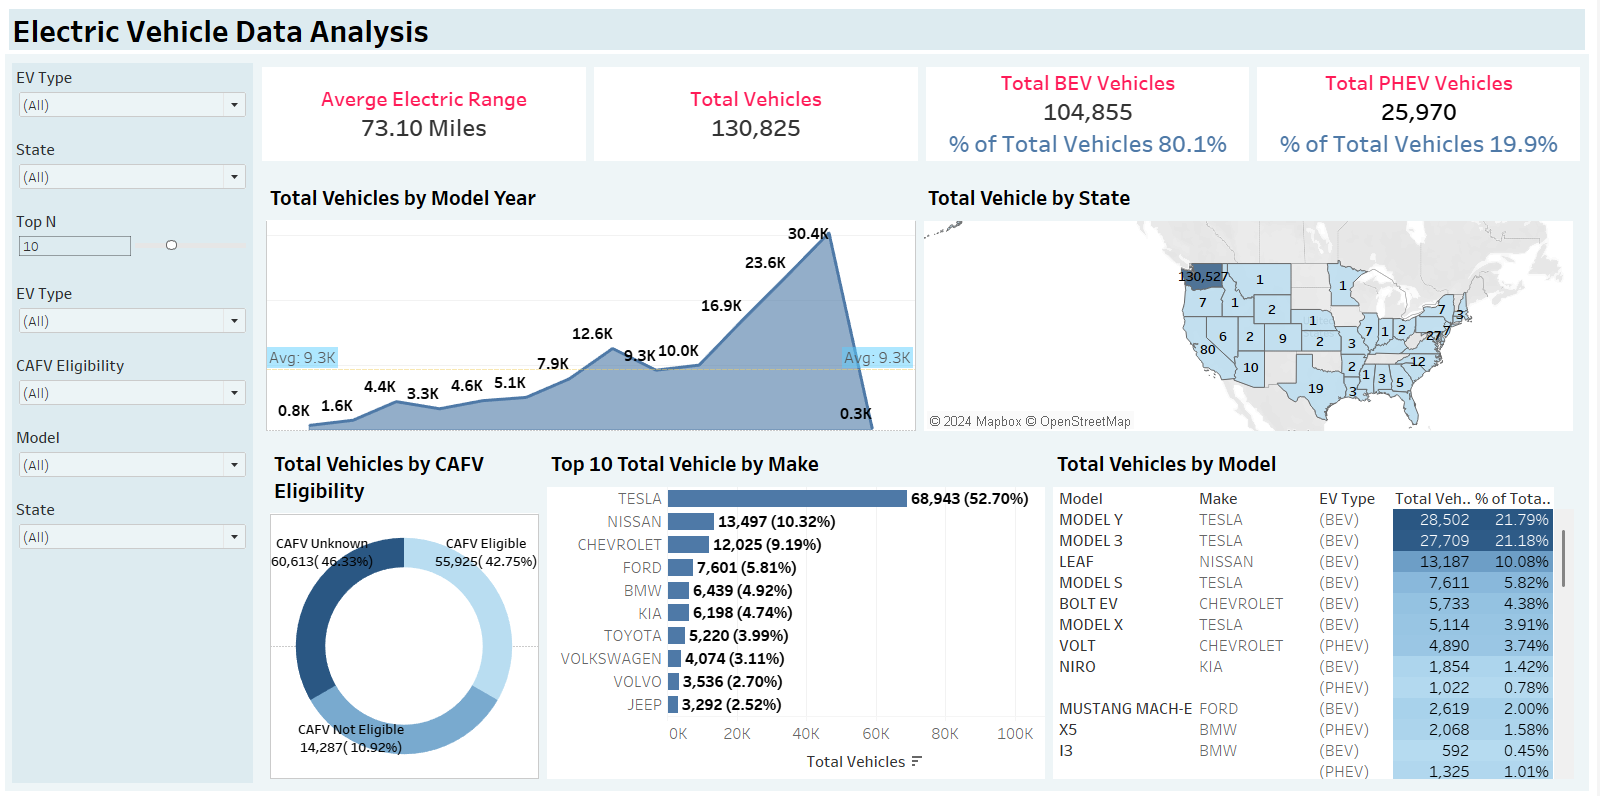 Electric Vehicle Data Analysis
EV Type
(All)
State
(All)
Top N
10
EV Type
(All)
CAFV Eligibility
(All)
Model
(All)
State
(All)
Averge Electric Range
73.10 Miles
Total Vehicles
130,825
Total BEV Vehicles
104,855
% of Total Vehicles 80.1%
Total PHEV Vehicles
25,970
% of Total Vehicles 19.9%
Total Vehicles by Model Year
0.8K
1.6K
4.4K
3.3K
4.6K
5.1K
7.9K
12.6K
9.3K
10.0K
16.9K
23.6K
30.4K
0.3K
Avg: 9.3K
Avg: 9.3K
Total Vehicle by State
130,527
1
1
7
1
2
7
3
1
7
1
2
27
7
6
2
9
2
3
80
10
2
12
19
3
1
3
5
© 2024 Mapbox © OpenStreetMap
Total Vehicles by CAFV
Eligibility
CAFV Unknown
60,613( 46.33%)
CAFV Eligible
55,925( 42.75%)
CAFV Not Eligible
14,287( 10.92%)
Top 10 Total Vehicle by Make
TESLA 68,943 (52.70%)
NISSAN 13,497 (10.32%)
CHEVROLET 12,025 (9.19%)
FORD 7,601 (5.81%)
BMW 6,439 (4.92%)
KIA 6,198 (4.74%)
TOYOTA 5,220 (3.99%)
VOLKSWAGEN 4,074 (3.11%)
VOLVO 3,536 (2.70%)
JEEP 3,292 (2.52%)
0K 20K 40K 60K 80K 100K
Total Vehicles
Total Vehicles by Model
Model Make EV Type Total Veh.. % of Tota..
MODEL Y TESLA (BEV) 28,502 21.79%
MODEL 3 TESLA (BEV) 27,709 21.18%
LEAF NISSAN (BEV) 13,187 10.08%
MODEL S TESLA (BEV) 7,611 5.82%
BOLT EV CHEVROLET (BEV) 5,733 4.38%
MODEL X TESLA (BEV) 5,114 3.91%
VOLT CHEVROLET (PHEV) 4,890 3.74%
NIRO KIA (BEV) 1,854 1.42%
(PHEV) 1,022 0.78%
MUSTANG MACH-E FORD (BEV) 2,619 2.00%
X5 BMW (PHEV) 2,068 1.58%
I3 BMW (BEV) 592 0.45%
(PHEV) 1,325 1.01%